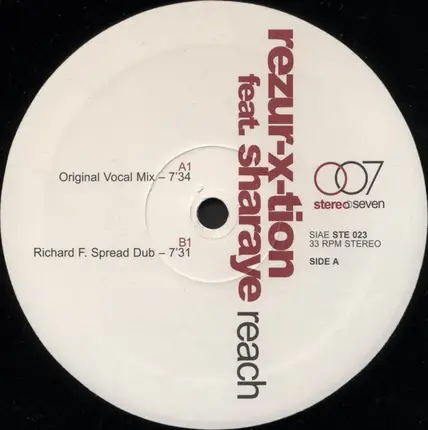 rezur-x-tion
feat. sharaye reach
A1
Original Vocal Mix – 7'34
B1
Richard F. Spread Dub – 7'31
007
stereo seven
SIAE STE 023
33 RPM STEREO
SIDE A